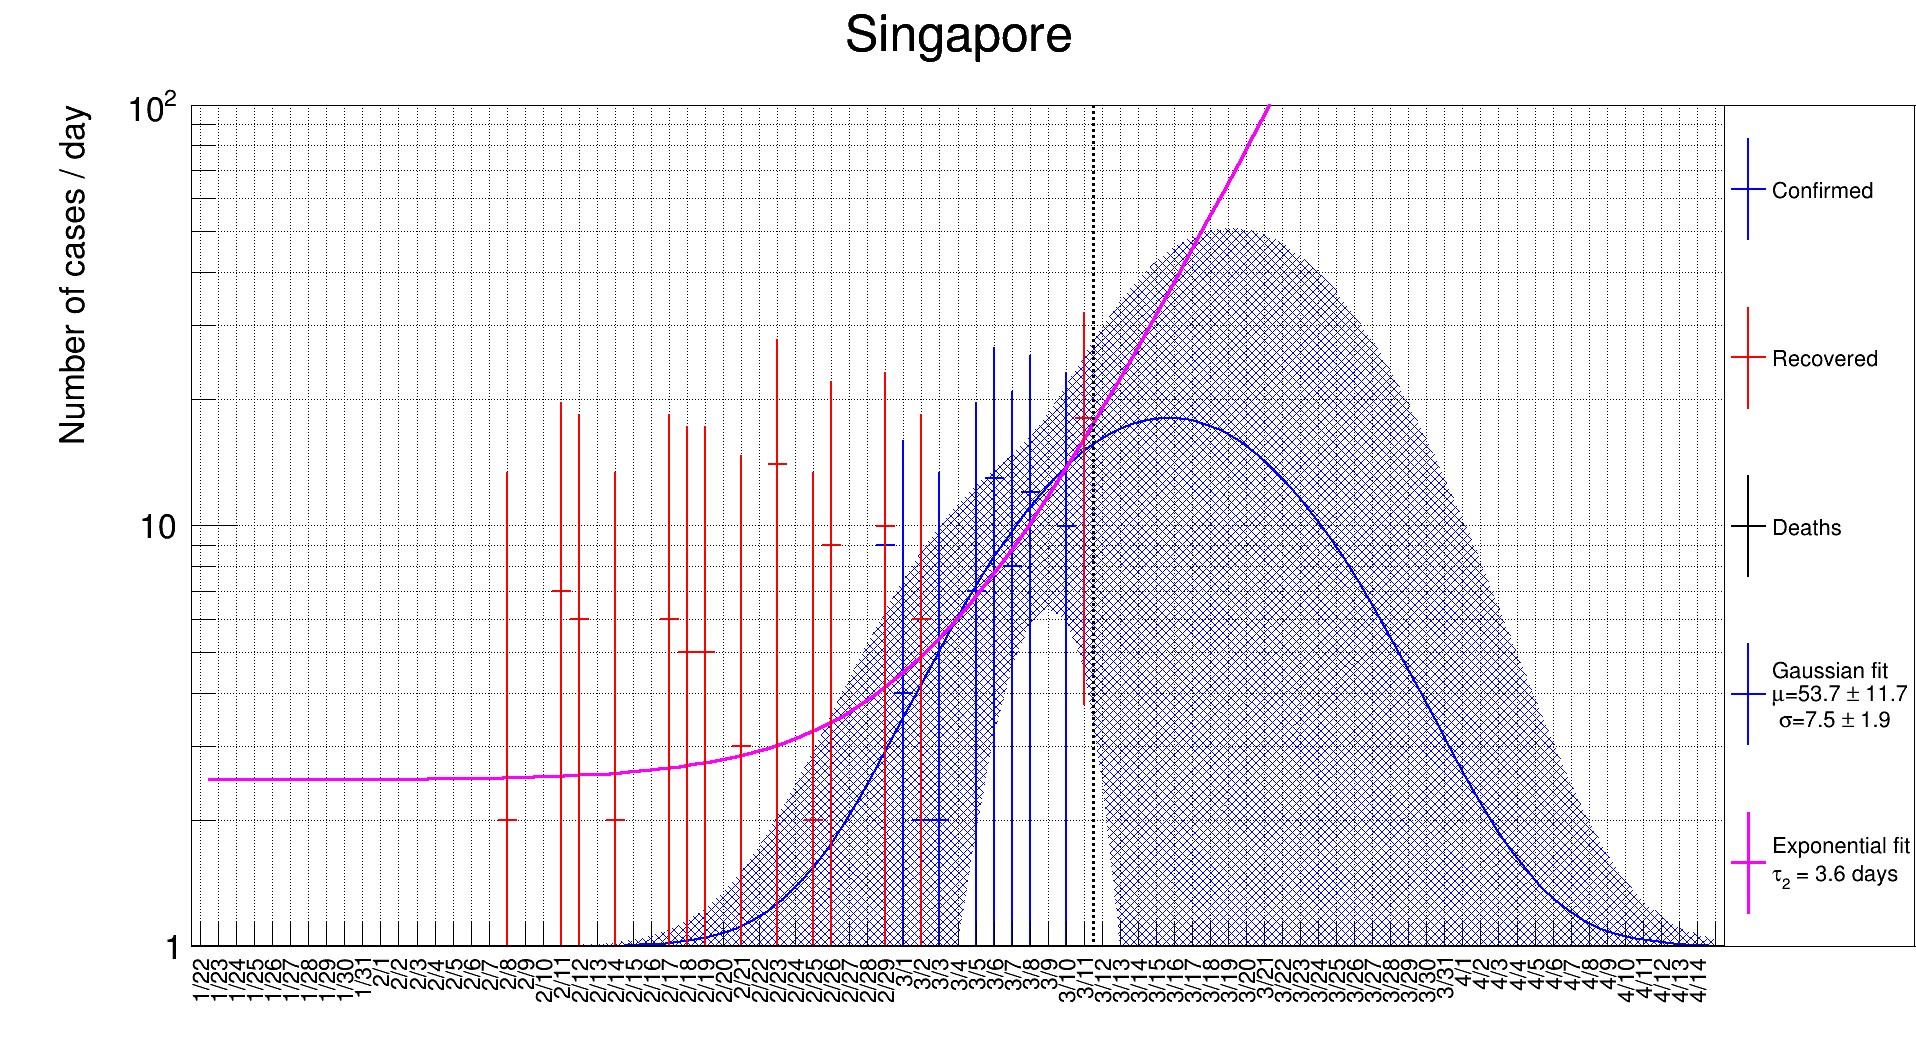 Singapore
Number of cases / day
10²
10
1
1/22 1/23 1/24 1/25 1/26 1/27 1/28 1/29 1/30 1/31 2/1 2/2 2/3 2/4 2/5 2/6 2/7 2/8 2/9 2/10 2/11 2/12 2/13 2/14 2/15 2/16 2/17 2/18 2/19 2/20 2/21 2/22 2/23 2/24 2/25 2/26 2/27 2/28 2/29 3/1 3/2 3/3 3/4 3/5 3/6 3/7 3/8 3/9 3/10 3/11 3/12 3/13 3/14 3/15 3/16 3/17 3/18 3/19 3/20 3/21 3/22 3/23 3/24 3/25 3/26 3/27 3/28 3/29 3/30 3/31 4/1 4/2 4/3 4/4 4/5 4/6 4/7 4/8 4/9 4/10 4/11 4/12 4/13 4/14
Confirmed
Recovered
Deaths
Gaussian fit
μ=53.7 ± 11.7
σ=7.5 ± 1.9
Exponential fit
τ₂ = 3.6 days